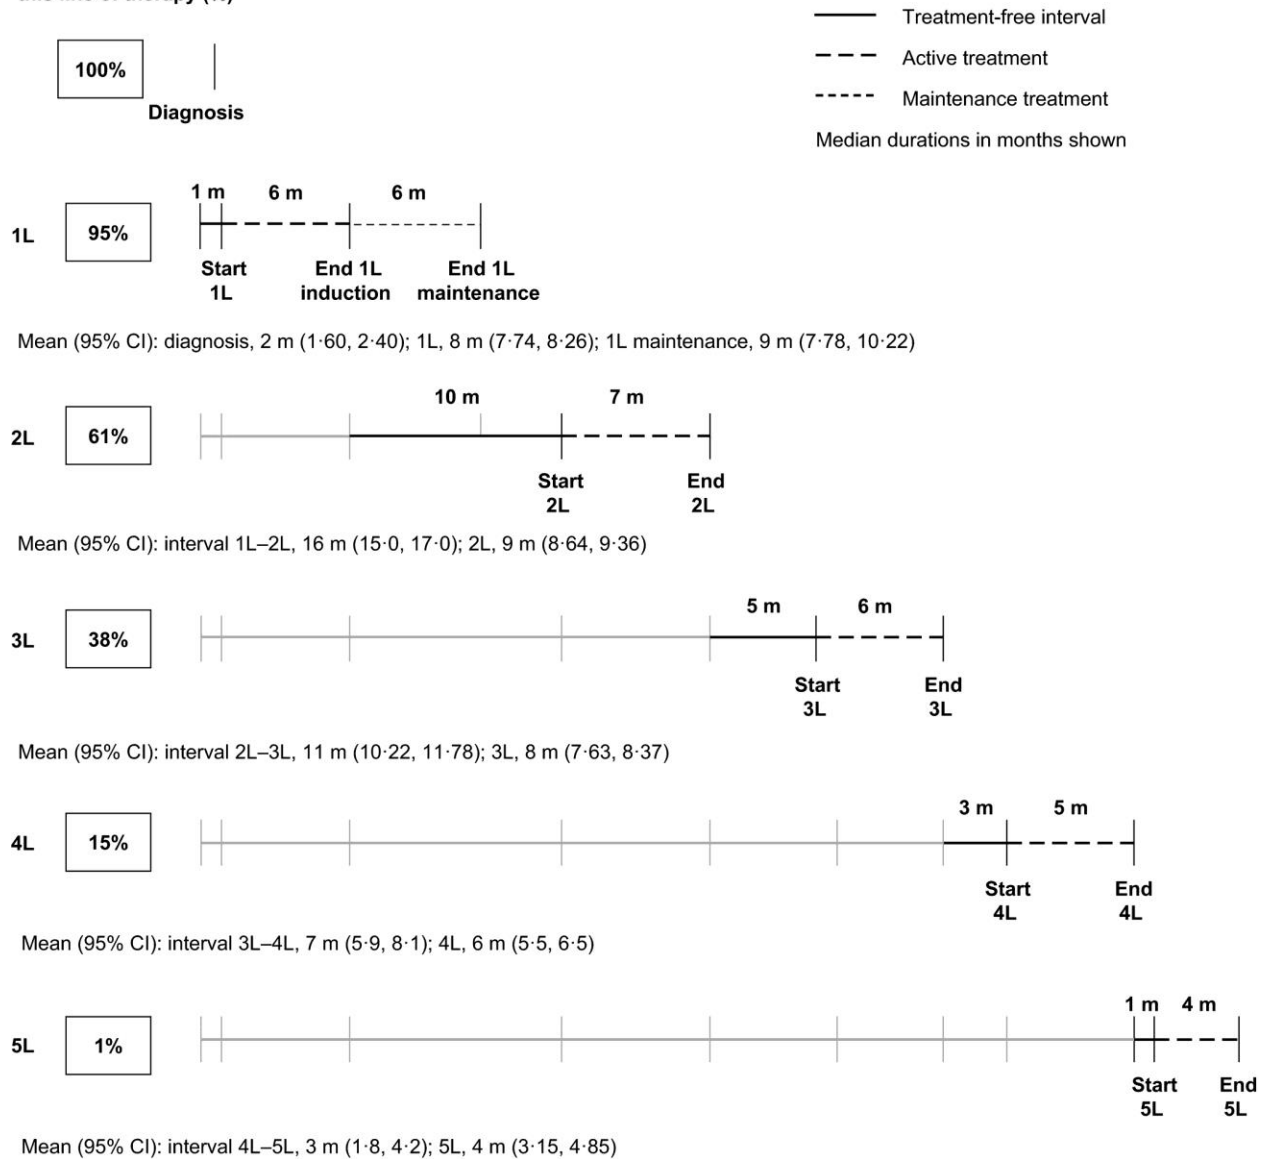 Treatment-free interval
Active treatment
Maintenance treatment
Median durations in months shown
100%
Diagnosis
1 m 6 m 6 m
1L 95%
Start End 1L End 1L
1L induction maintenance
Mean (95% CI): diagnosis, 2 m (1·60, 2·40); 1L, 8 m (7·74, 8·26); 1L maintenance, 9 m (7·78, 10·22)
10 m 7 m
2L 61%
Start End
2L 2L
Mean (95% CI): interval 1L–2L, 16 m (15·0, 17·0); 2L, 9 m (8·64, 9·36)
5 m 6 m
3L 38%
Start End
3L 3L
Mean (95% CI): interval 2L–3L, 11 m (10·22, 11·78); 3L, 8 m (7·63, 8·37)
3 m 5 m
4L 15%
Start End
4L 4L
Mean (95% CI): interval 3L–4L, 7 m (5·9, 8·1); 4L, 6 m (5·5, 6·5)
1 m 4 m
5L 1%
Start End
5L 5L
Mean (95% CI): interval 4L–5L, 3 m (1·8, 4·2); 5L, 4 m (3·15, 4·85)